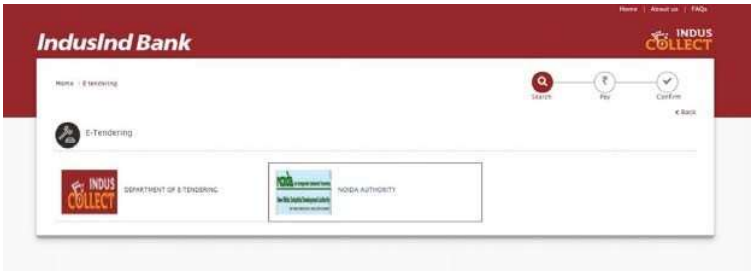 Home | About us | FAQs
IndusInd Bank
INDUS
COLLECT
Home > E tendering
Search
Pay
Confirm
< Back
E-Tendering
INDUS
COLLECT
DEPARTMENT OF E TENDERING
noida
NOIDA AUTHORITY